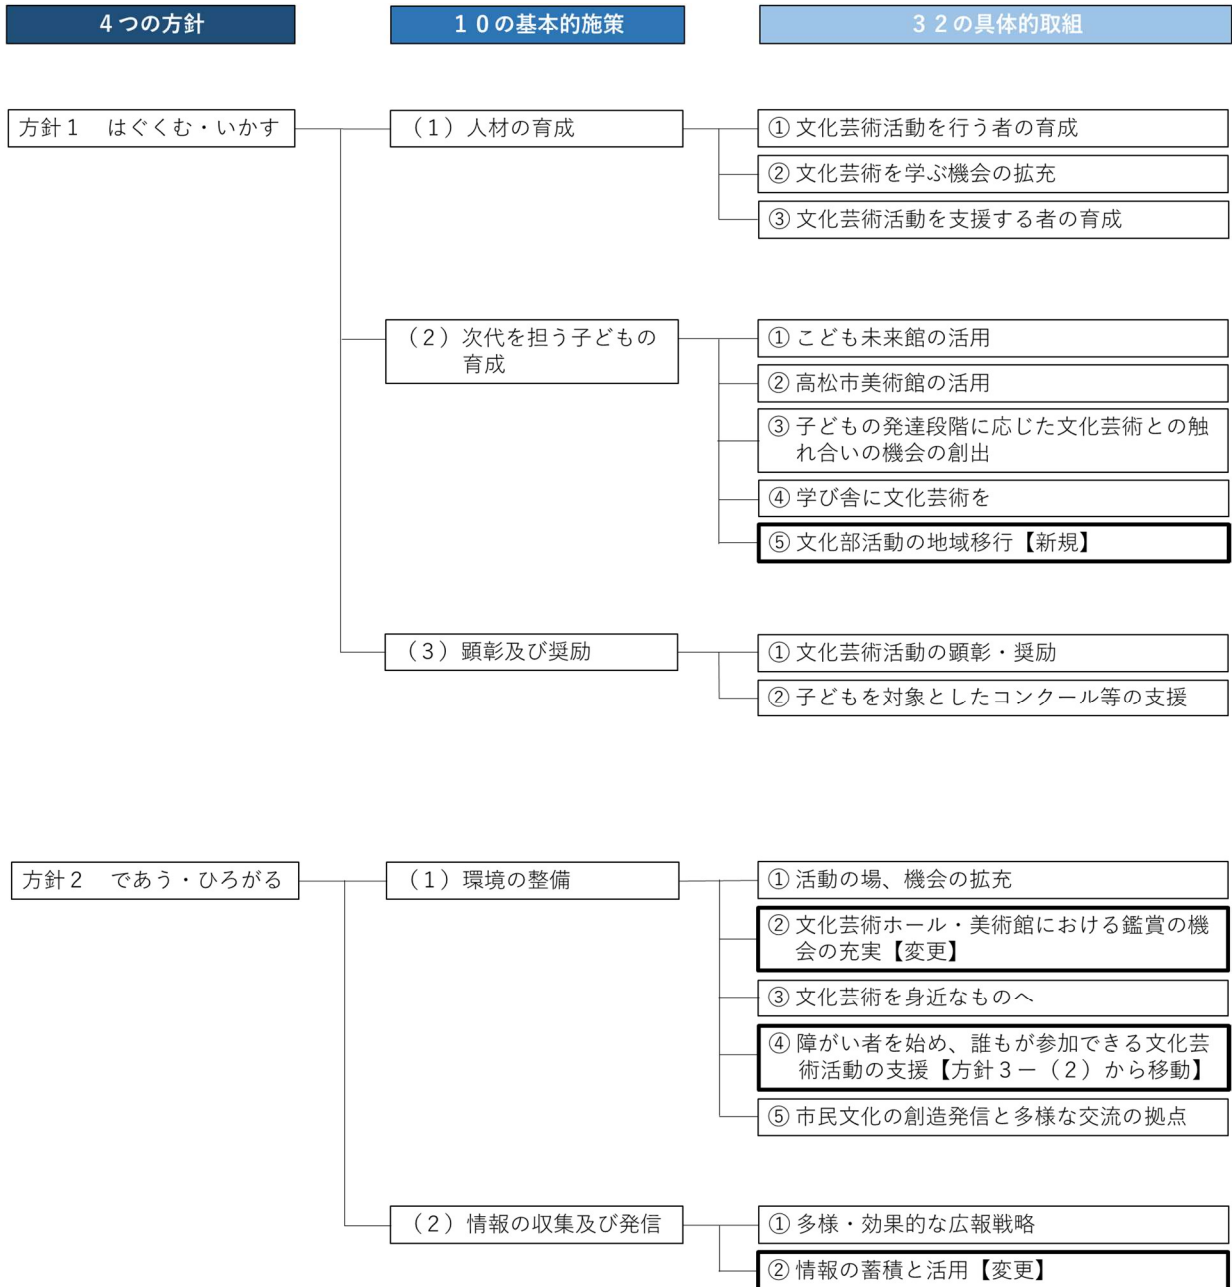 4つの方針
10の基本的施策
32の具体的取組
方針1　はぐくむ・いかす
(1)人材の育成
① 文化芸術活動を行う者の育成
② 文化芸術を学ぶ機会の拡充
③ 文化芸術活動を支援する者の育成
(2)次代を担う子どもの
育成
① こども未来館の活用
② 高松市美術館の活用
③ 子どもの発達段階に応じた文化芸術との触
れ合いの機会の創出
④ 学び舎に文化芸術を
⑤ 文化部活動の地域移行【新規】
(3)顕彰及び奨励
① 文化芸術活動の顕彰・奨励
② 子どもを対象としたコンクール等の支援
方針2　であう・ひろがる
(1)環境の整備
① 活動の場、機会の拡充
② 文化芸術ホール・美術館における鑑賞の機
会の充実【変更】
③ 文化芸術を身近なものへ
④ 障がい者を始め、誰もが参加できる文化芸
術活動の支援【方針3－(2)から移動】
⑤ 市民文化の創造発信と多様な交流の拠点
(2)情報の収集及び発信
① 多様・効果的な広報戦略
② 情報の蓄積と活用【変更】